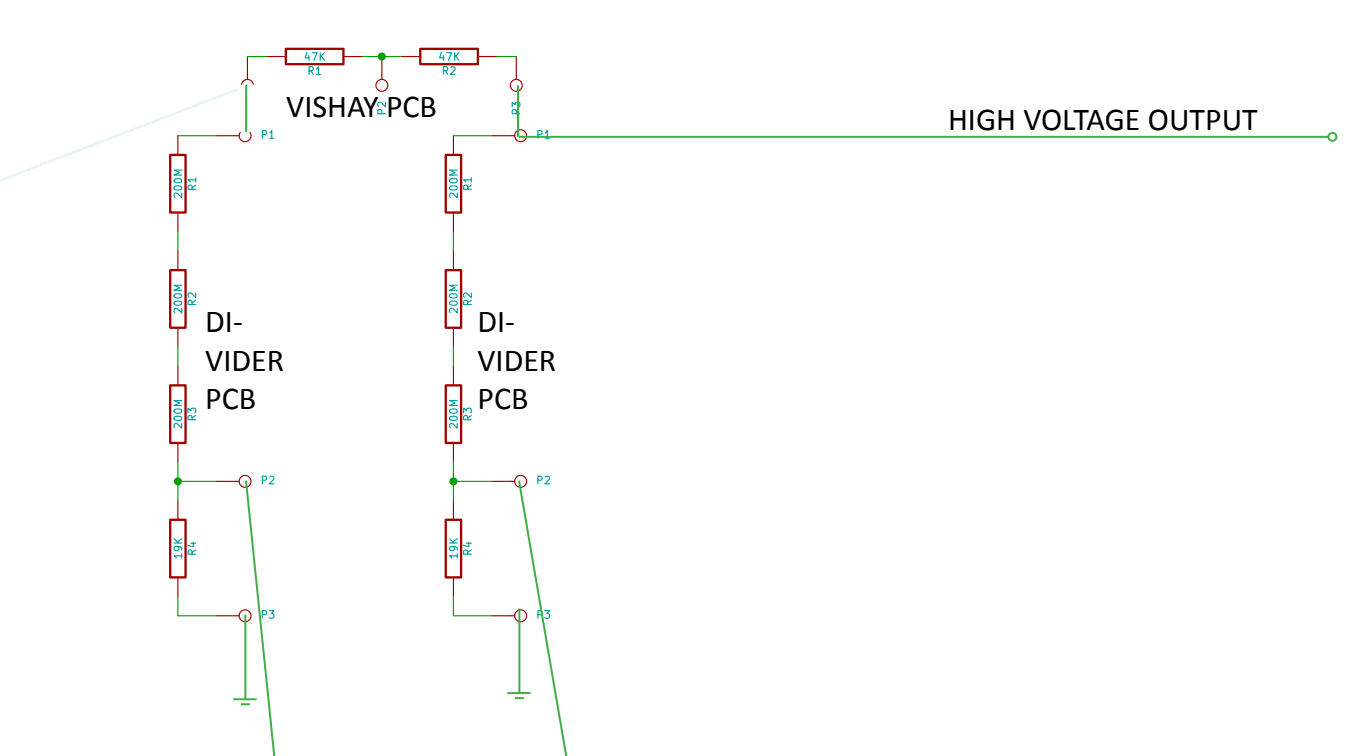 47K
47K
R1
R2
VISHAY PCB
P2
P3
HIGH VOLTAGE OUTPUT
P1
P1
200M
R1
200M
R1
200M
R2
200M
R2
DI-
VIDER
PCB
DI-
VIDER
PCB
200M
R3
200M
R3
P2
P2
19K
R4
19K
R4
P3
P3